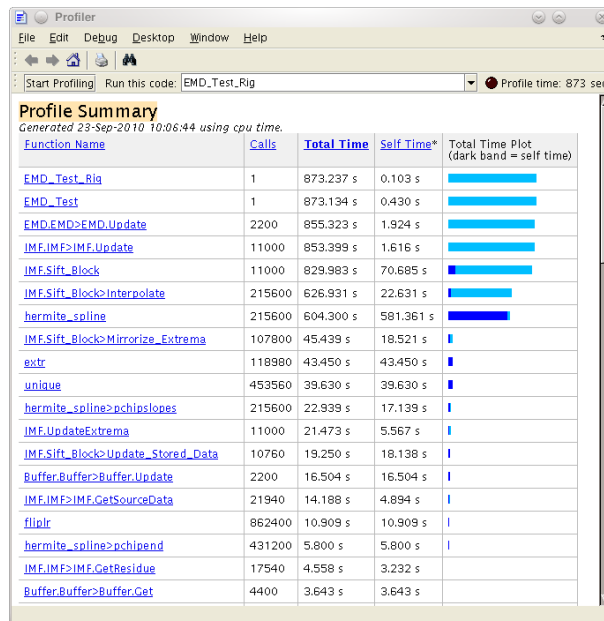 Profiler
File Edit Debug Desktop Window Help
Start Profiling Run this code: EMD_Test_Rig Profile time: 873 sec
Profile Summary
Generated 23-Sep-2010 10:06:44 using cpu time.
Function Name Calls Total Time Self Time* Total Time Plot
(dark band = self time)
EMD_Test_Rig 1 873.237 s 0.103 s
EMD_Test 1 873.134 s 0.430 s
EMD.EMD>EMD.Update 2200 855.323 s 1.924 s
IMF.IMF>IMF.Update 11000 853.399 s 1.616 s
IMF.Sift_Block 11000 829.983 s 70.685 s
IMF.Sift_Block>Interpolate 215600 626.931 s 22.631 s
hermite_spline 215600 604.300 s 581.361 s
IMF.Sift_Block>Mirrorize_Extrema 107800 45.439 s 18.521 s
extr 118980 43.450 s 43.450 s
unique 453560 39.630 s 39.630 s
hermite_spline>pchipslopes 215600 22.939 s 17.139 s
IMF.UpdateExtrema 11000 21.473 s 5.567 s
IMF.Sift_Block>Update_Stored_Data 10760 19.250 s 18.138 s
Buffer.Buffer>Buffer.Update 2200 16.504 s 16.504 s
IMF.IMF>IMF.GetSourceData 21940 14.188 s 4.894 s
fliplr 862400 10.909 s 10.909 s
hermite_spline>pchipend 431200 5.800 s 5.800 s
IMF.IMF>IMF.GetResidue 17540 4.558 s 3.232 s
Buffer.Buffer>Buffer.Get 4400 3.643 s 3.643 s